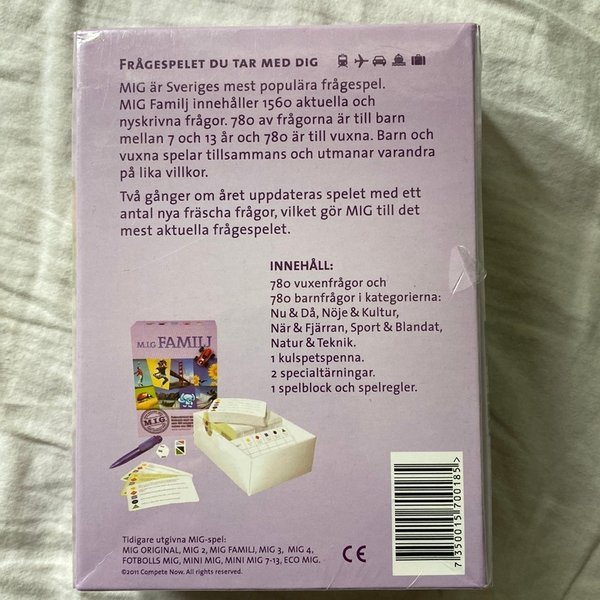 FRÅGESPELET DU TAR MED DIG
MIG är Sveriges mest populära frågespel.
MIG Familj innehåller 1560 aktuella och
nyskrivna frågor. 780 av frågorna är till barn
mellan 7 och 13 år och 780 är till vuxna. Barn och
vuxna spelar tillsammans och utmanar varandra
på lika villkor.
Två gånger om året uppdateras spelet med ett
antal nya fräscha frågor, vilket gör MIG till det
mest aktuella frågespelet.
INNEHÅLL:
780 vuxenfrågor och
780 barnfrågor i kategorierna:
Nu & Då, Nöje & Kultur,
När & Fjärran, Sport & Blandat,
Natur & Teknik.
1 kulspetspenna.
2 specialtärningar.
1 spelblock och spelregler.
M.I.G FAMILJ
M.I.G
Tidigare utgivna MIG-spel:
MIG ORIGINAL, MIG 2, MIG FAMILJ, MIG 3, MIG 4,
FOTBOLLS MIG, MINI MIG, MINI MIG 7-13, ECO MIG.
©2011 Compete Now. All rights reserved.
CE
7 350015 700185 >